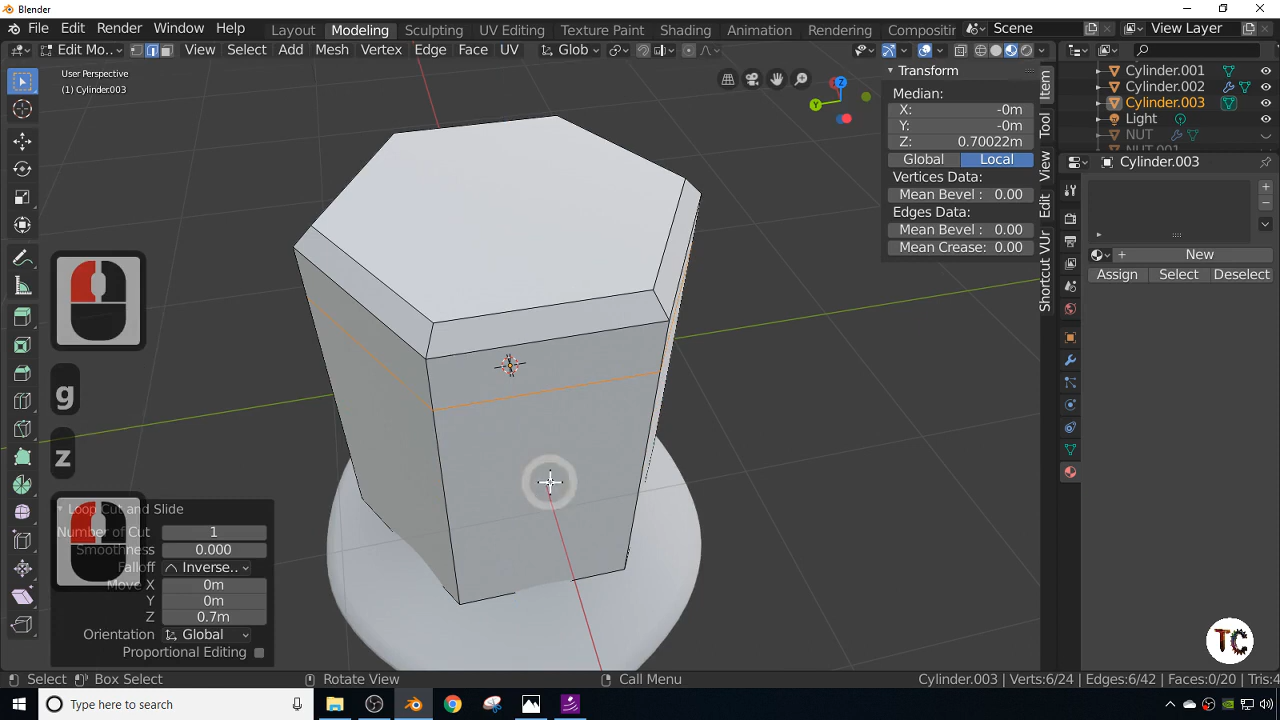 Blender
File Edit Render Window Help Layout Modeling Sculpting UV Editing Texture Paint Shading Animation Rendering Compositin Scene View Layer
Edit Mo.. View Select Add Mesh Vertex Edge Face UV Glob
User Perspective
(1) Cylinder.003
Z
Y
Transform
Median:
X: -0m
Y: -0m
Z: 0.70022m
Global Local
Vertices Data:
Mean Bevel : 0.00
Edges Data:
Mean Bevel : 0.00
Mean Crease: 0.00
Item
Tool
View
Edit
Shortcut VUr
Cylinder.001
Cylinder.002
Cylinder.003
Light
NUT
NUT.001
Cylinder.003
New
Assign Select Deselect
g
z
Loop Cut and Slide
Number of Cut 1
Smoothness 0.000
Falloff Inverse..
Move X 0m
Y 0m
Z 0.7m
Orientation Global
Proportional Editing
TC
Select Box Select Rotate View Call Menu Cylinder.003 | Verts:6/24 | Edges:6/42 | Faces:0/20 | Tris:4
Type here to search